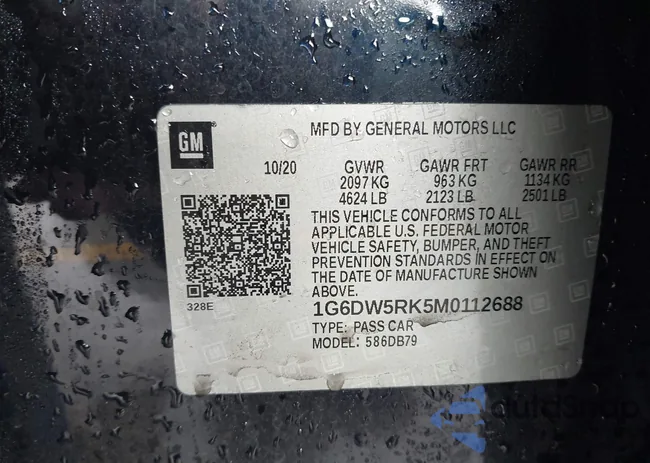 GM
MFD BY GENERAL MOTORS LLC
10/20 GVWR GAWR FRT GAWR RR
2097 KG 963 KG 1134 KG
4624 LB 2123 LB 2501 LB
THIS VEHICLE CONFORMS TO ALL
APPLICABLE U.S. FEDERAL MOTOR
VEHICLE SAFETY, BUMPER, AND THEFT
PREVENTION STANDARDS IN EFFECT ON
THE DATE OF MANUFACTURE SHOWN
ABOVE.
328E
1G6DW5RK5M0112688
TYPE: PASS CAR
MODEL: 586DB79